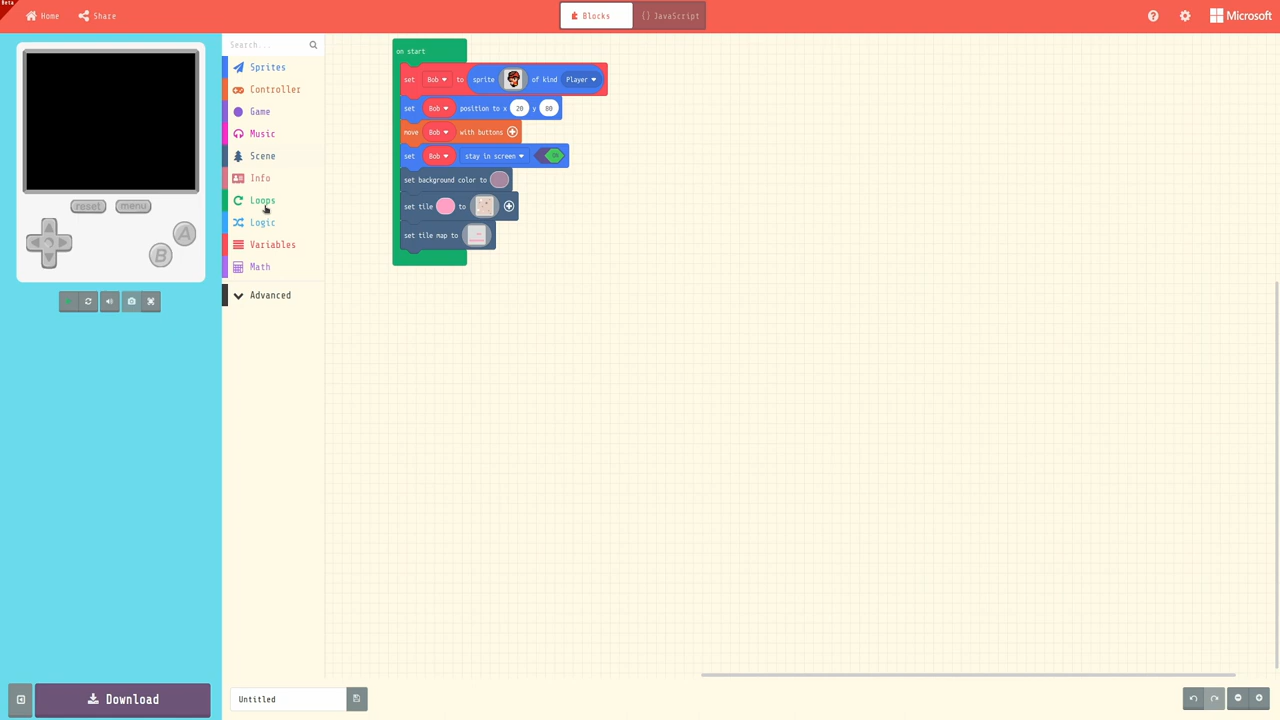 Beta
Home
Share
Blocks
{} JavaScript
Microsoft
reset
menu
A
B
Download
Search...
Sprites
Controller
Game
Music
Scene
Info
Loops
Logic
Variables
Math
Advanced
on start
set Bob to sprite of kind Player
set Bob position to x 20 y 80
move Bob with buttons
set Bob stay in screen
set background color to
set tile to
set tile map to
Untitled